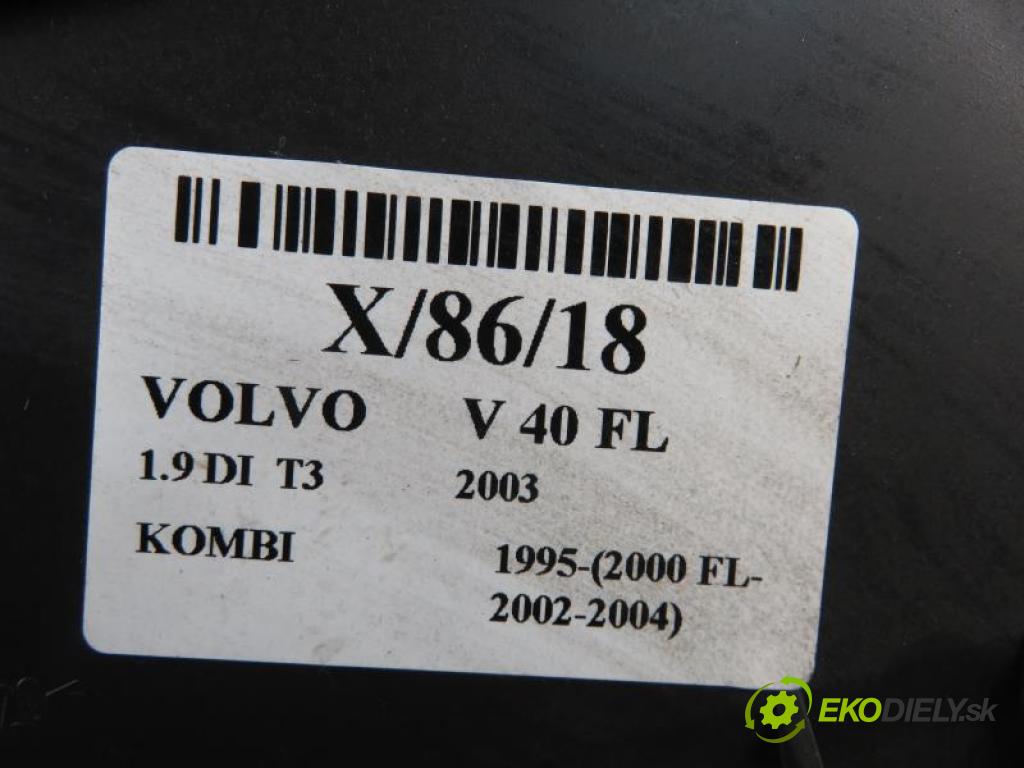 X/86/18
VOLVO V 40 FL
1.9 DI T3 2003
KOMBI 1995-(2000 FL-
2002-2004)
EKODIELY.sk